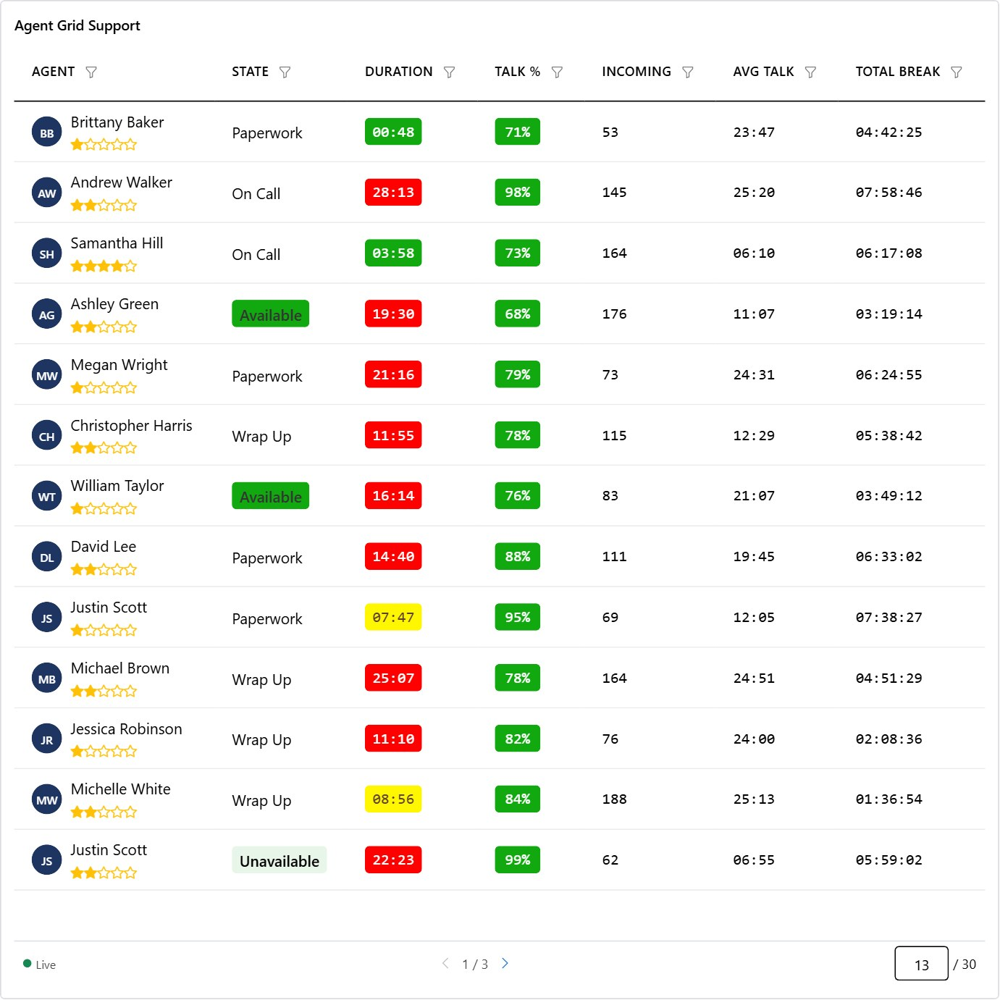 Agent Grid Support
AGENT STATE DURATION TALK % INCOMING AVG TALK TOTAL BREAK
BB Brittany Baker Paperwork 00:48 71% 53 23:47 04:42:25
AW Andrew Walker On Call 28:13 98% 145 25:20 07:58:46
SH Samantha Hill On Call 03:58 73% 164 06:10 06:17:08
AG Ashley Green Available 19:30 68% 176 11:07 03:19:14
MW Megan Wright Paperwork 21:16 79% 73 24:31 06:24:55
CH Christopher Harris Wrap Up 11:55 78% 115 12:29 05:38:42
WT William Taylor Available 16:14 76% 83 21:07 03:49:12
DL David Lee Paperwork 14:40 88% 111 19:45 06:33:02
JS Justin Scott Paperwork 07:47 95% 69 12:05 07:38:27
MB Michael Brown Wrap Up 25:07 78% 164 24:51 04:51:29
JR Jessica Robinson Wrap Up 11:10 82% 76 24:00 02:08:36
MW Michelle White Wrap Up 08:56 84% 188 25:13 01:36:54
JS Justin Scott Unavailable 22:23 99% 62 06:55 05:59:02
Live 1 / 3 13 / 30